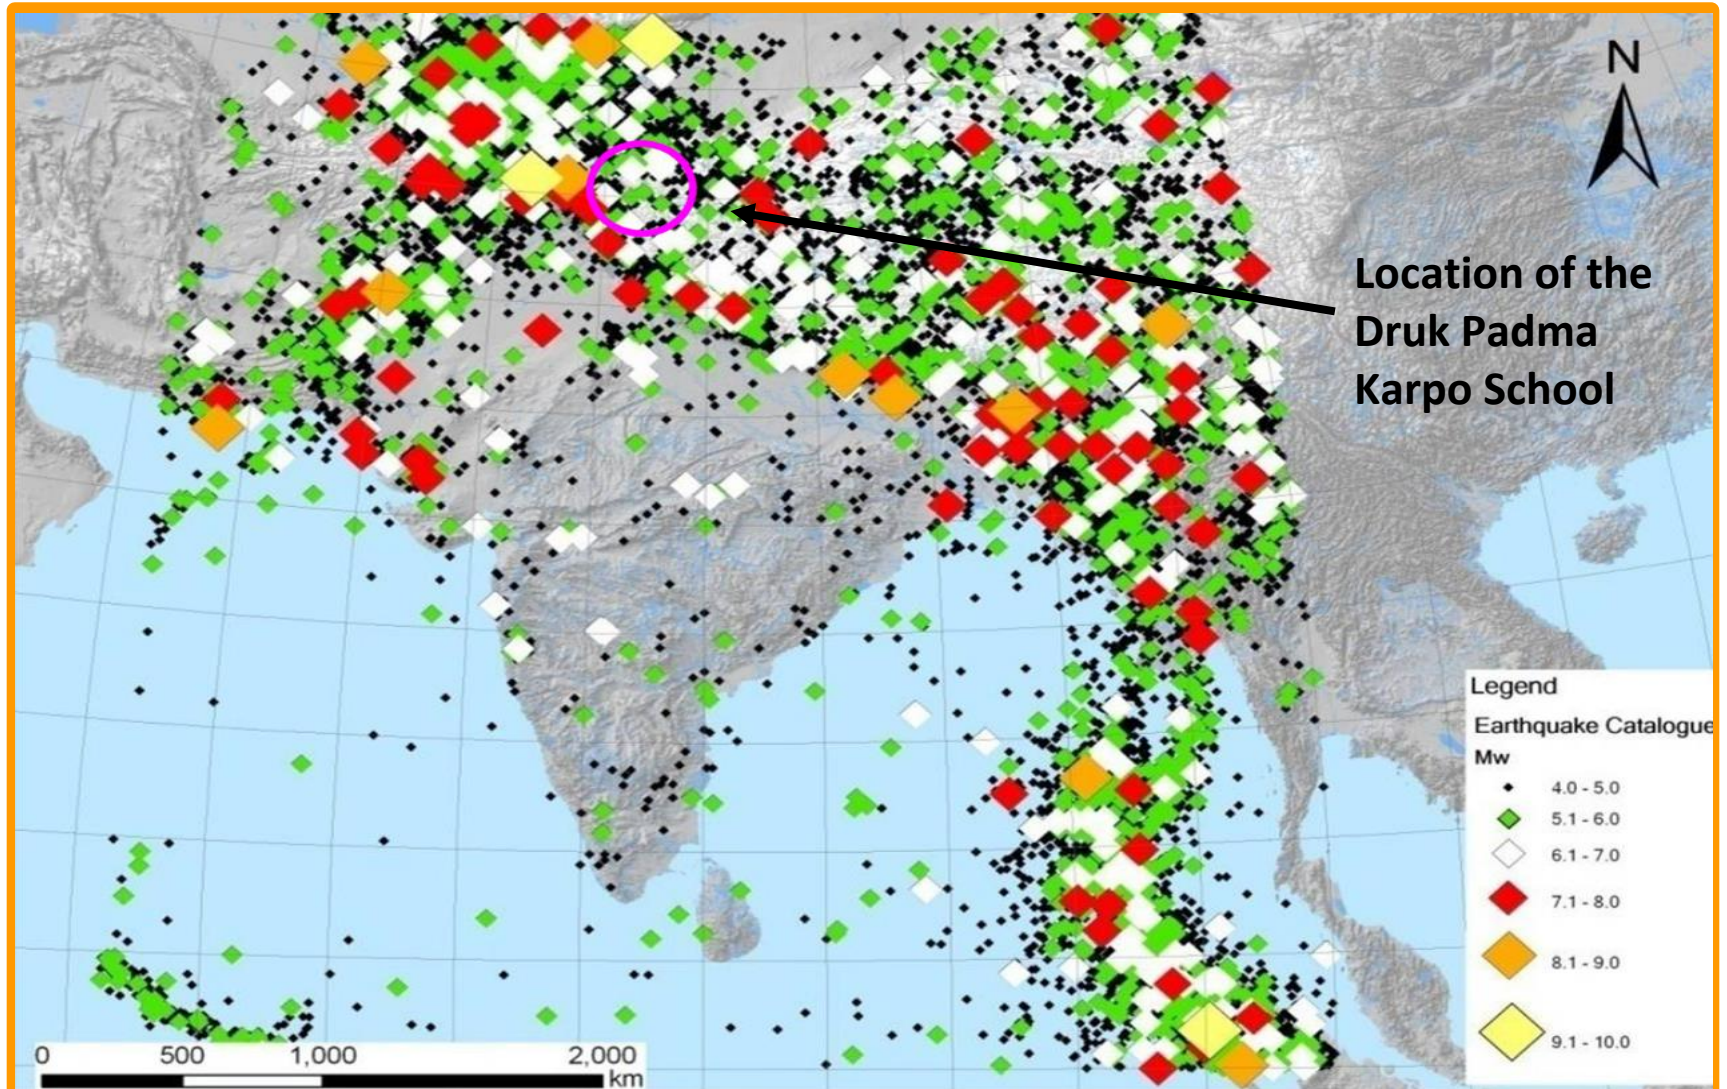 N
Location of the
Druk Padma
Karpo School
Legend
Earthquake Catalogue
Mw
4.0 - 5.0
5.1 - 6.0
6.1 - 7.0
7.1 - 8.0
8.1 - 9.0
9.1 - 10.0
0 500 1,000 2,000
km